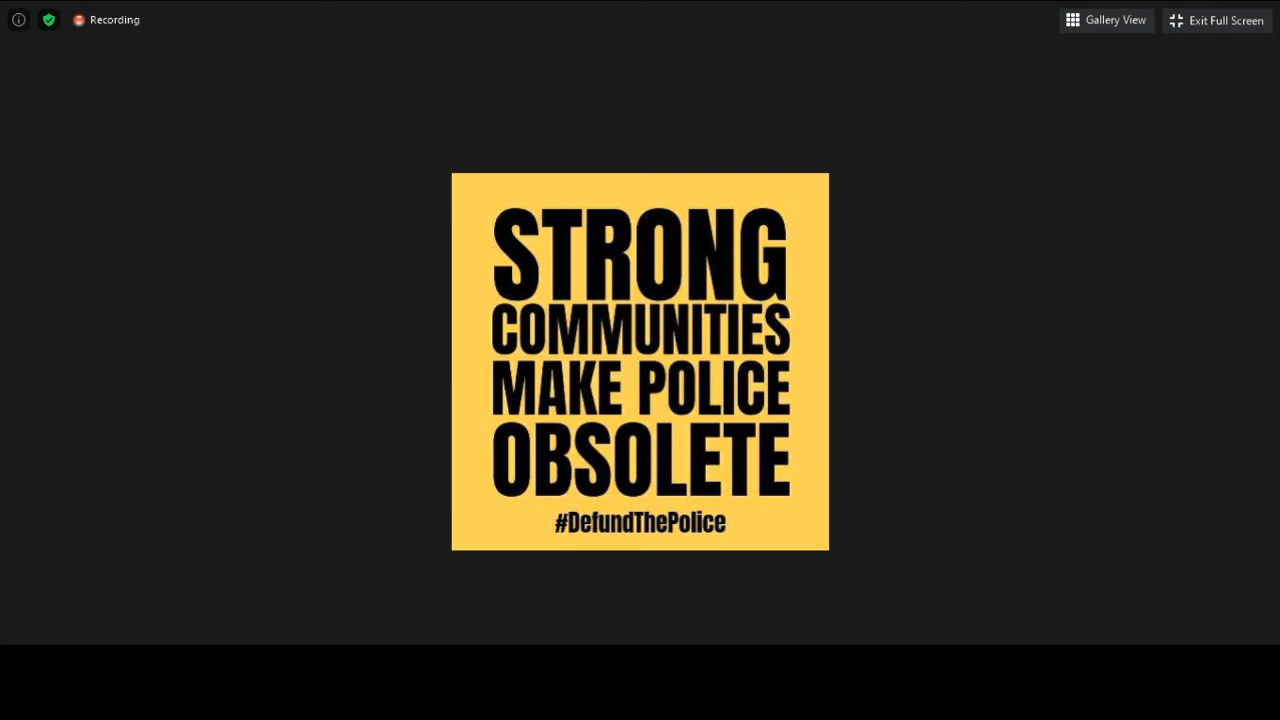 Recording
Gallery View
Exit Full Screen
STRONG
COMMUNITIES
MAKE POLICE
OBSOLETE
#DefundThePolice